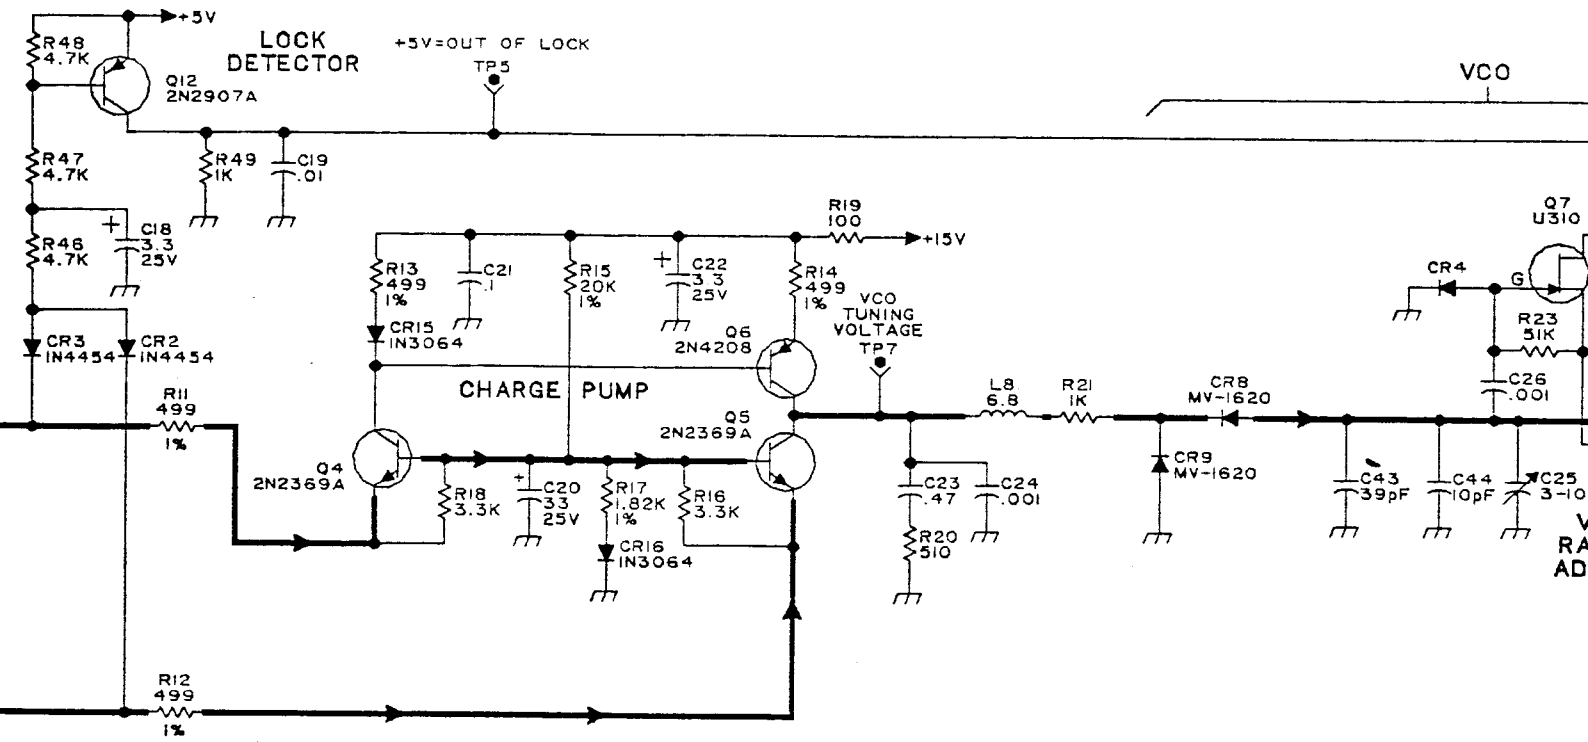 +5V
R48
4.7K
LOCK
DETECTOR
+5V=OUT OF LOCK
TP5
Q12
2N2907A
VCO
R47
4.7K
R49
1K
C19
.01
R46
4.7K
+
C18
3.3
25V
R19
100
+15V
Q7
U310
R13
499
1%
C21
.1
R15
20K
1%
+
C22
3.3
25V
R14
499
1%
VCO
TUNING
VOLTAGE
TP7
CR4
G
R23
51K
CR3
1N4454
CR2
1N4454
CR15
1N3064
Q6
2N4208
CHARGE PUMP
R11
499
1%
Q5
2N2369A
L8
6.8
R21
1K
CR8
MV-1620
C26
.001
Q4
2N2369A
R18
3.3K
+
C20
33
25V
R17
1.82K
1%
R16
3.3K
CR16
1N3064
C23
.47
C24
.001
R20
510
CR9
MV-1620
C43
39pF
C44
10pF
C25
3-10
V
RA
AD
R12
499
1%